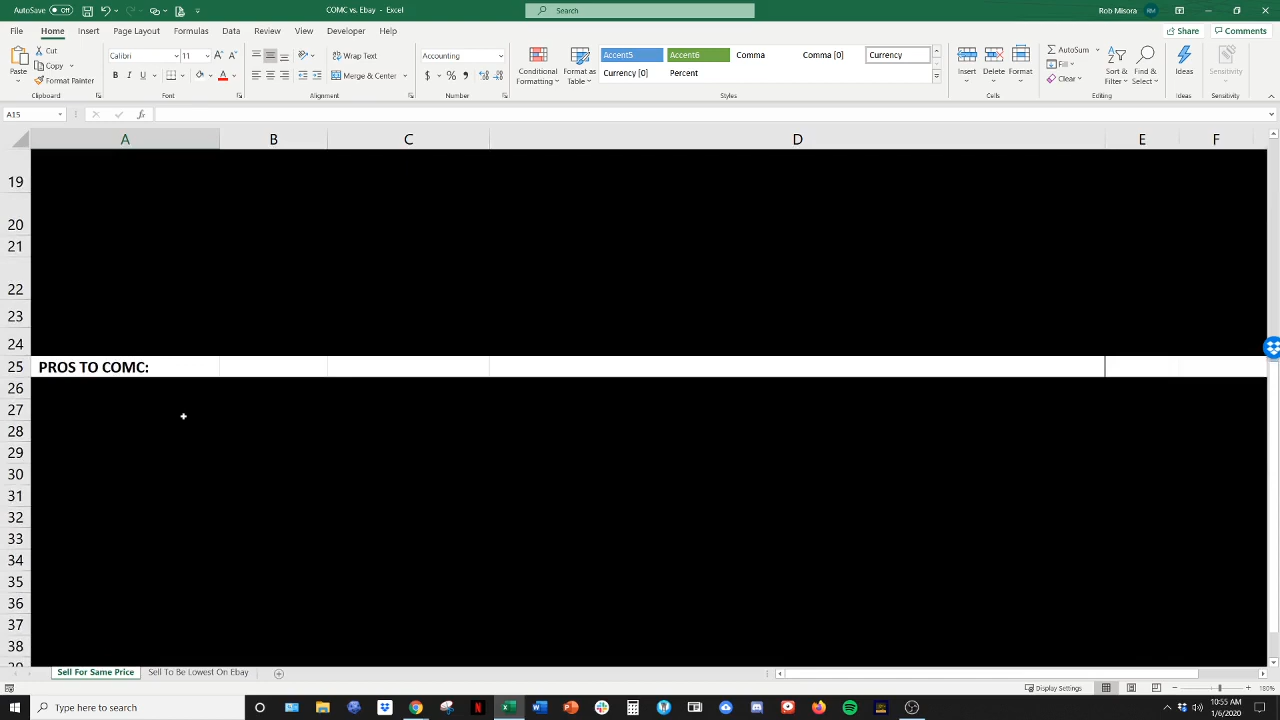 AutoSave Off COMC vs. Ebay - Excel Search Rob Misora RM
File Home Insert Page Layout Formulas Data Review View Developer Help Share Comments
Paste Cut Copy Format Painter Clipboard
Calibri 11 B I U A Font
Wrap Text Merge & Center Alignment
Accounting $ % Number
Conditional Formatting Format as Table Accent5 Accent6 Comma Comma [0] Currency Currency [0] Percent Styles
Insert Delete Format Cells
AutoSum Fill Clear Sort & Filter Find & Select Editing
Ideas Ideas
Sensitivity Sensitivity
A15 fx
A B C D E F
19
20
21
22
23
24
25 PROS TO COMC:
26
27
28
29
30
31
32
33
34
35
36
37
38
Sell For Same Price Sell To Be Lowest On Ebay
Display Settings 180%
Type here to search 10:55 AM
1/6/2020